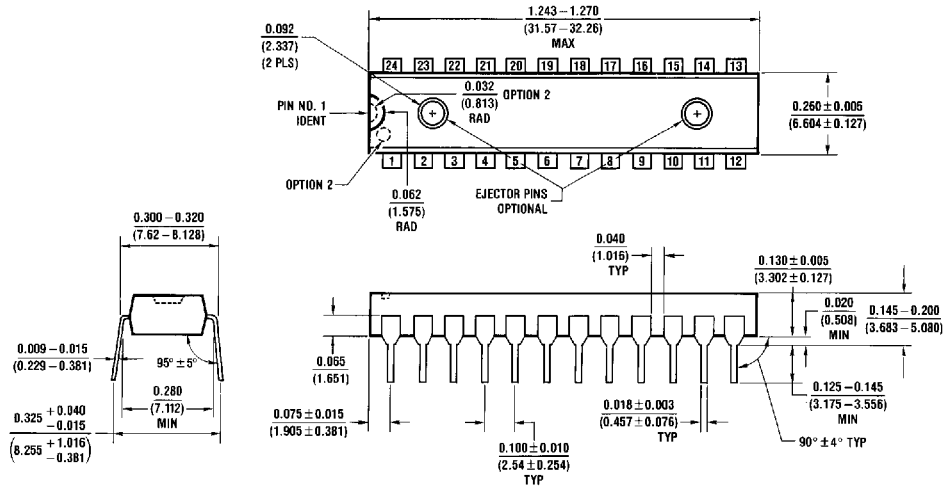 1.243 – 1.270
(31.57 – 32.26)
MAX
0.092
(2.337)
(2 PLS)
24 23 22 21 20 19 18 17 16 15 14 13
PIN NO. 1
IDENT
0.032
(0.813)
RAD
OPTION 2
0.260 ± 0.005
(6.604 ± 0.127)
1 2 3 4 5 6 7 8 9 10 11 12
OPTION 2
0.062
(1.575)
RAD
EJECTOR PINS
OPTIONAL
0.300 – 0.320
(7.62 – 8.128)
0.040
(1.016)
TYP
0.130 ± 0.005
(3.302 ± 0.127)
0.020
(0.508)
MIN
0.145 – 0.200
(3.683 – 5.080)
0.009 – 0.015
(0.229 – 0.381)
95° ± 5°
0.065
(1.651)
0.280
(7.112)
MIN
0.125 – 0.145
(3.175 – 3.556)
MIN
0.325 + 0.040
– 0.015
(8.255 + 1.016
– 0.381)
0.075 ± 0.015
(1.905 ± 0.381)
0.018 ± 0.003
(0.457 ± 0.076)
TYP
90° ± 4° TYP
0.100 ± 0.010
(2.54 ± 0.254)
TYP